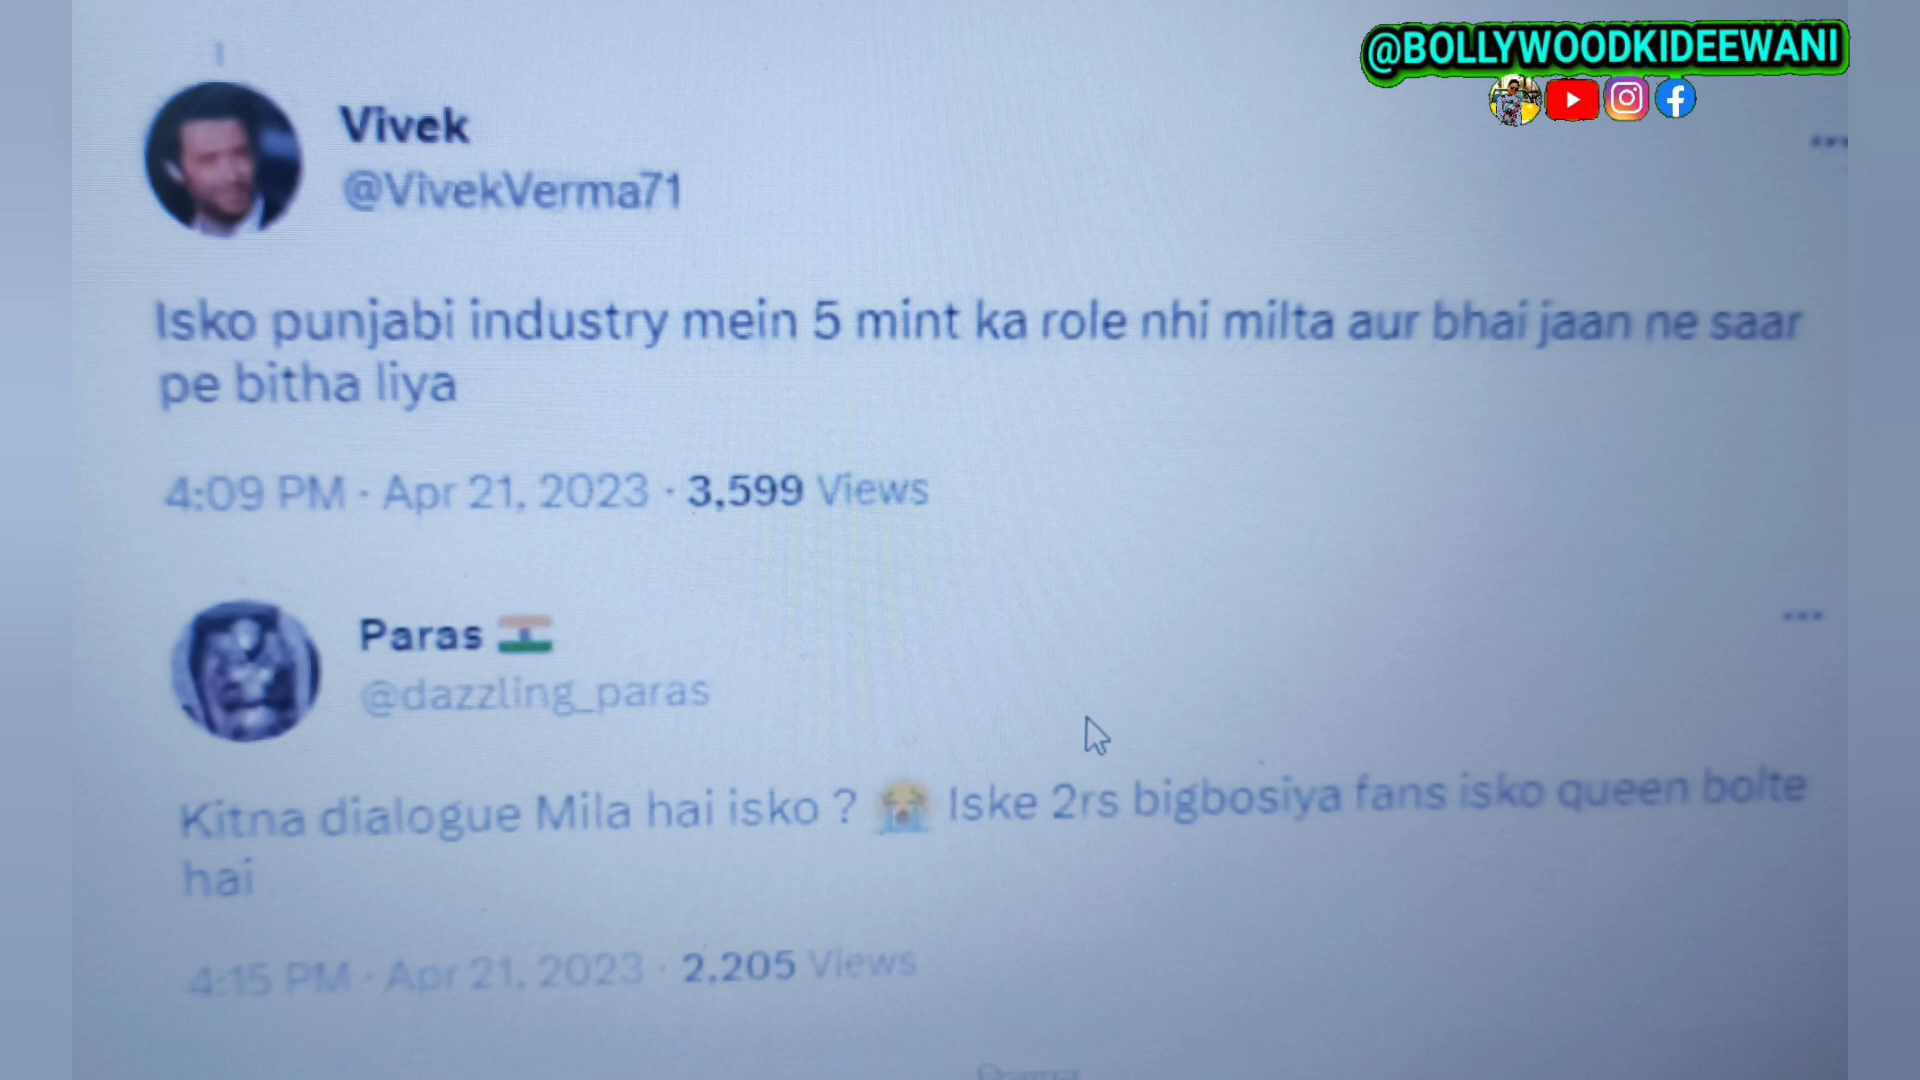 @BOLLYWOODKIDEEWANI
Vivek
@VivekVerma71
Isko punjabi industry mein 5 mint ka role nhi milta aur bhai jaan ne saar
pe bitha liya
4:09 PM · Apr 21, 2023 · 3,599 Views
Paras 🇮🇳
@dazzling_paras
Kitna dialogue Mila hai isko ? 😭 Iske 2rs bigbosiya fans isko queen bolte
hai
4:15 PM · Apr 21, 2023 · 2,205 Views